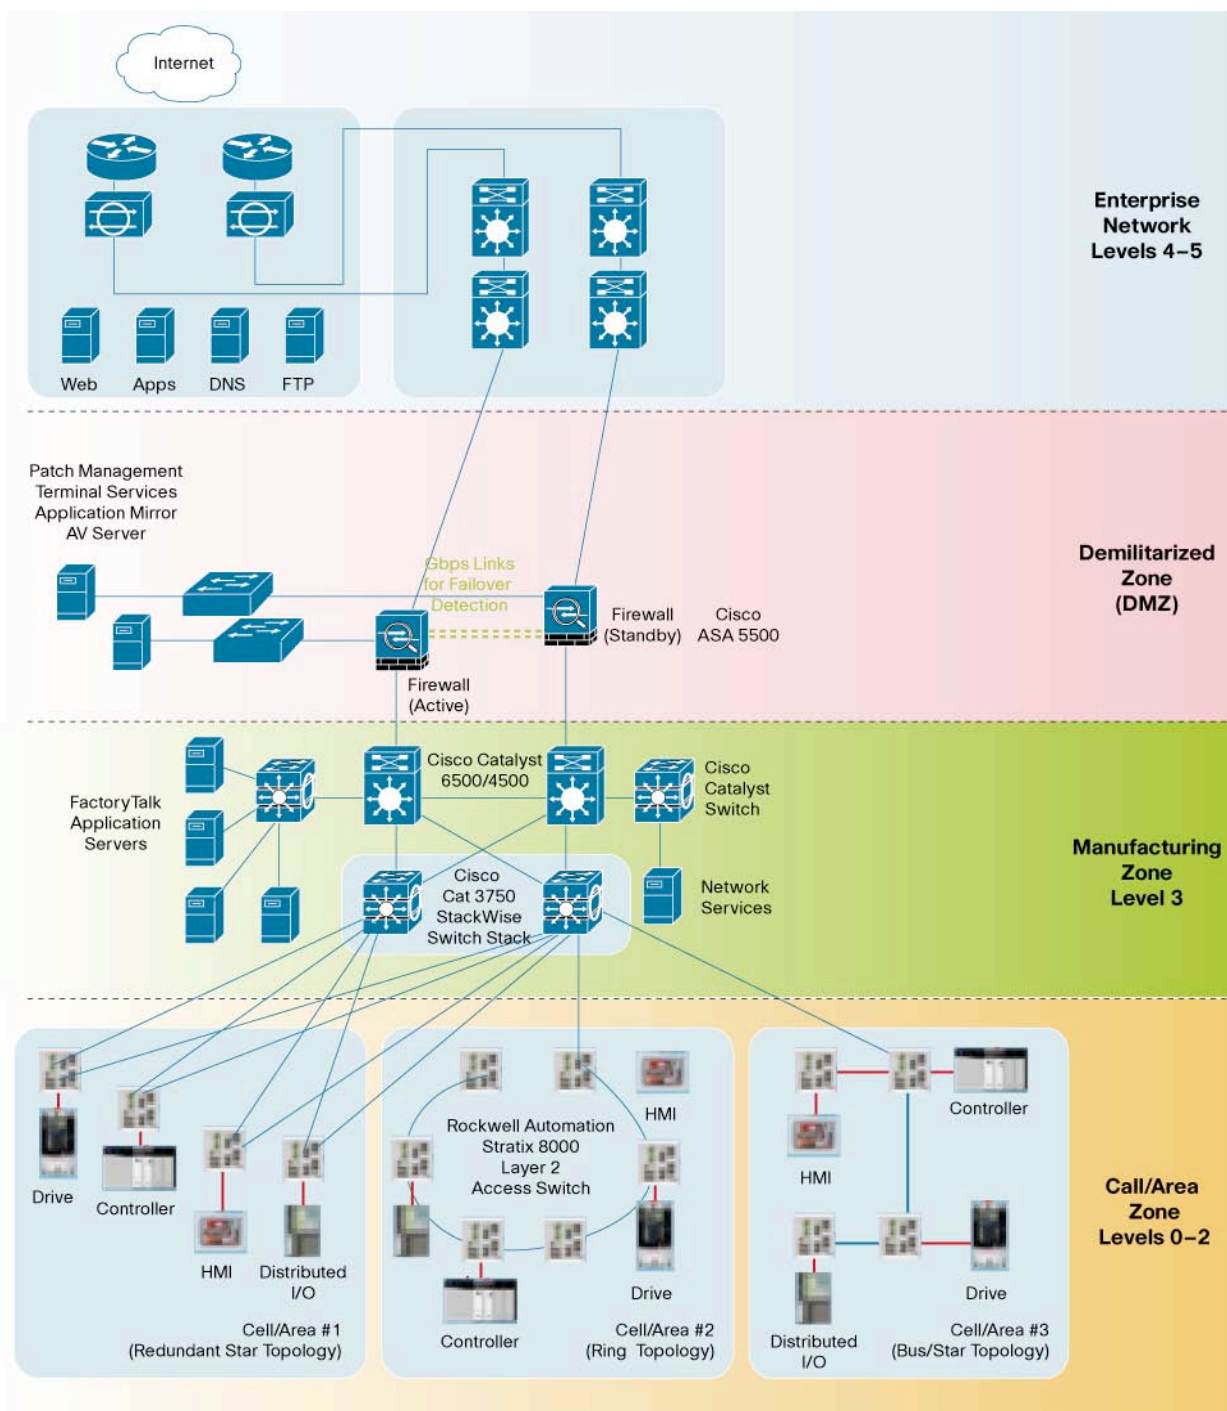 Internet
Web
Apps
DNS
FTP
Enterprise
Network
Levels 4–5
Patch Management
Terminal Services
Application Mirror
AV Server
Gbps Links
for Failover
Detection
Firewall
(Standby)
Cisco
ASA 5500
Firewall
(Active)
Demilitarized
Zone
(DMZ)
FactoryTalk
Application
Servers
Cisco Catalyst
6500/4500
Cisco
Catalyst
Switch
Cisco
Cat 3750
StackWise
Switch Stack
Network
Services
Manufacturing
Zone
Level 3
Drive
Controller
HMI
Distributed
I/O
Cell/Area #1
(Redundant Star Topology)
Rockwell Automation
Stratix 8000
Layer 2
Access Switch
HMI
Drive
Controller
Cell/Area #2
(Ring Topology)
Controller
HMI
Drive
Distributed
I/O
Cell/Area #3
(Bus/Star Topology)
Call/Area
Zone
Levels 0–2